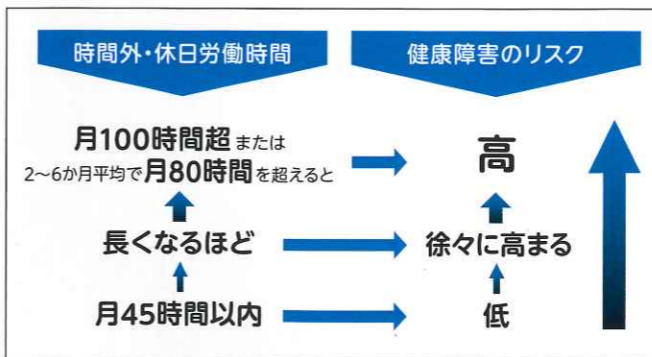 時間外・休日労働時間
健康障害のリスク
月100時間超 または
2〜6か月平均で月80時間を超えると
高
長くなるほど
徐々に高まる
月45時間以内
低